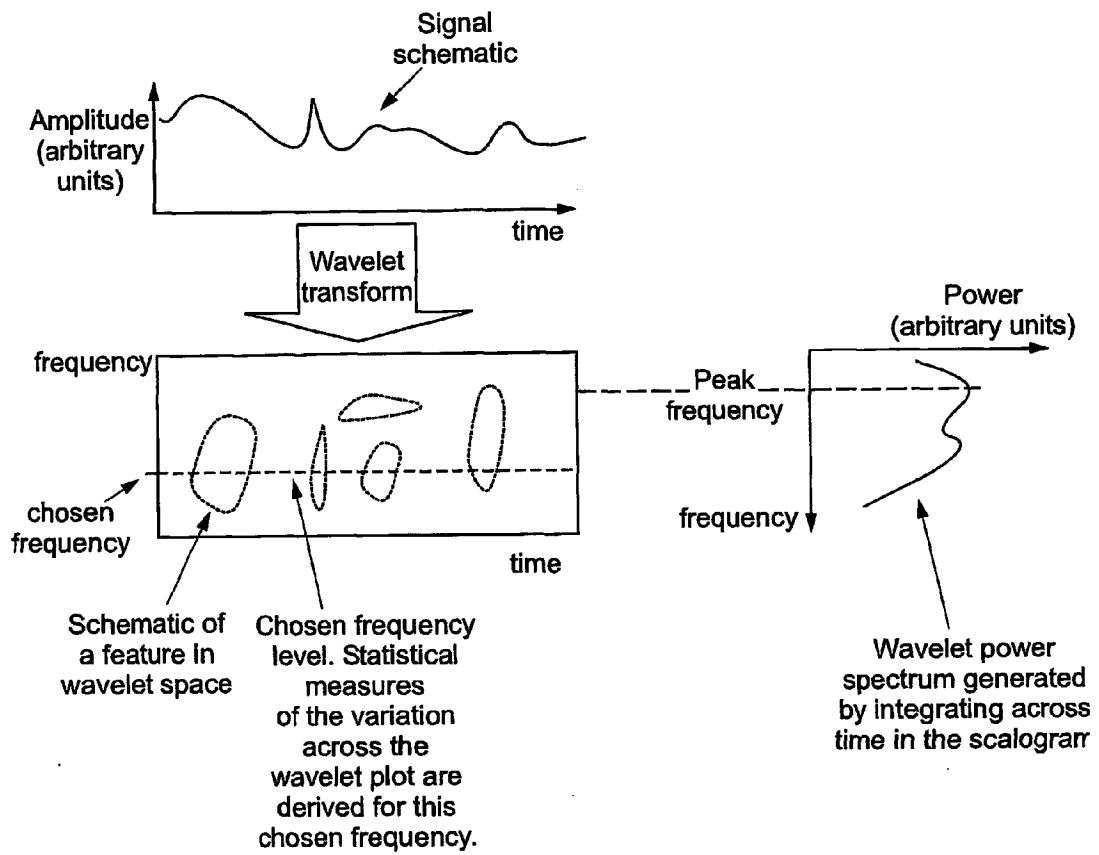 Signal
schematic
Amplitude
(arbitrary
units)
time
Wavelet
transform
Power
(arbitrary units)
frequency
Peak
frequency
chosen
frequency
frequency
time
Schematic of
a feature in
wavelet space
Chosen frequency
level. Statistical
measures
of the variation
across the
wavelet plot are
derived for this
chosen frequency.
Wavelet power
spectrum generated
by integrating across
time in the scalogram